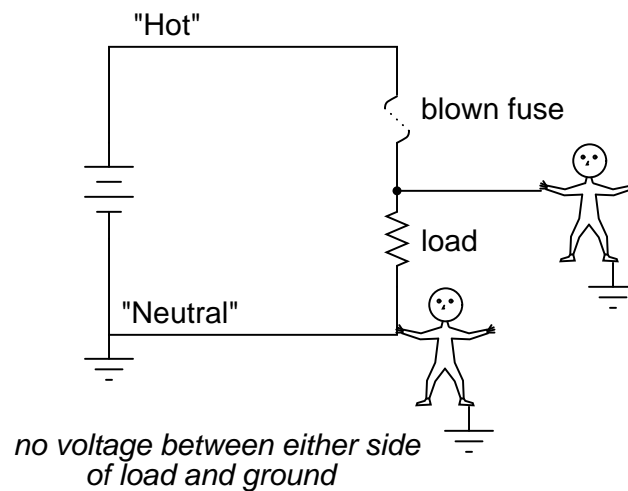 "Hot"
blown fuse
load
"Neutral"
no voltage between either side
of load and ground